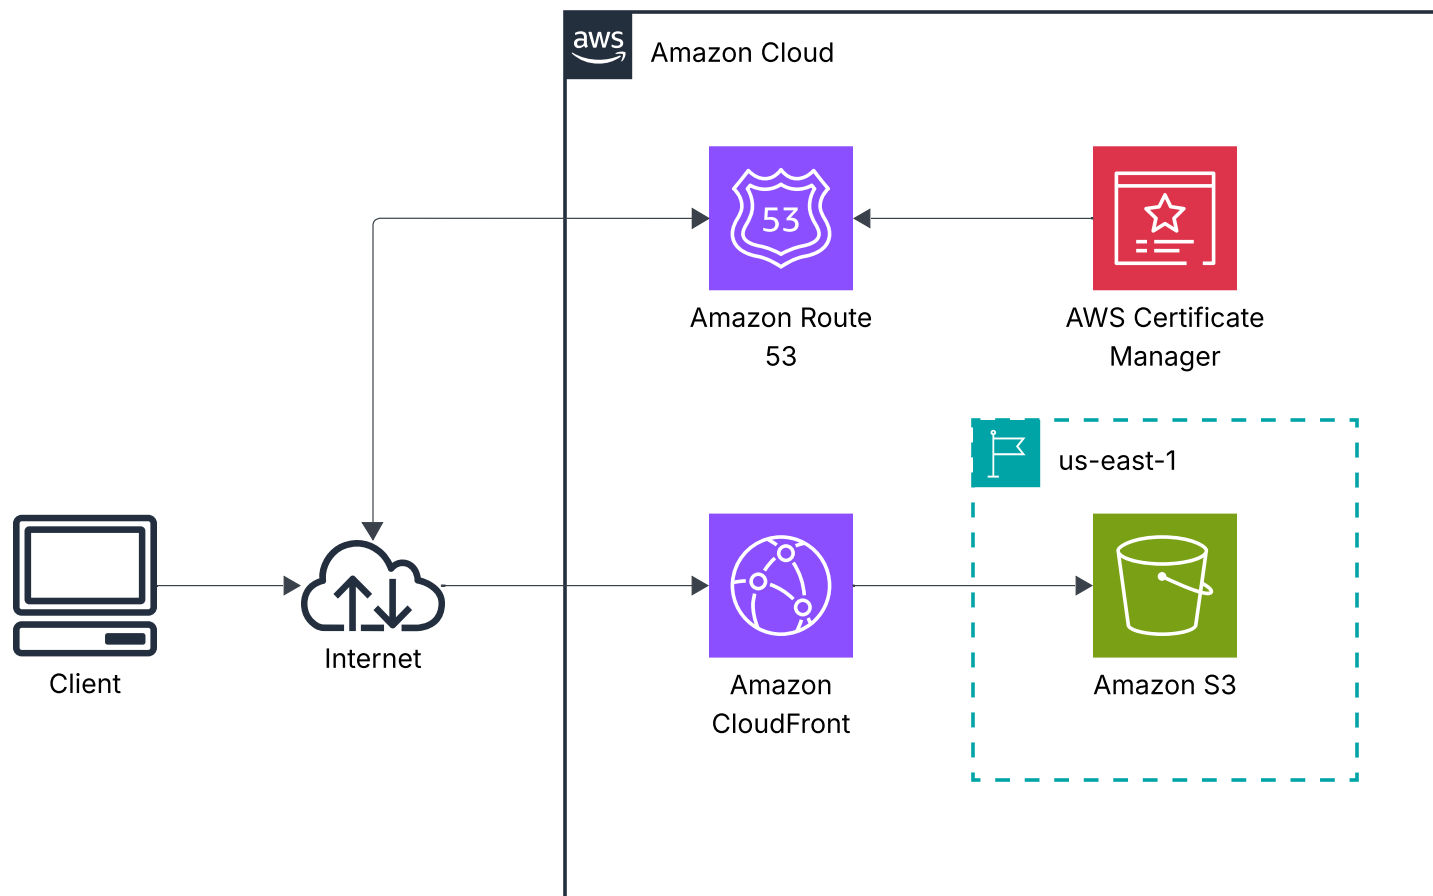 aws
Amazon Cloud
53
Amazon Route
53
AWS Certificate
Manager
us-east-1
Client
Internet
Amazon
CloudFront
Amazon S3